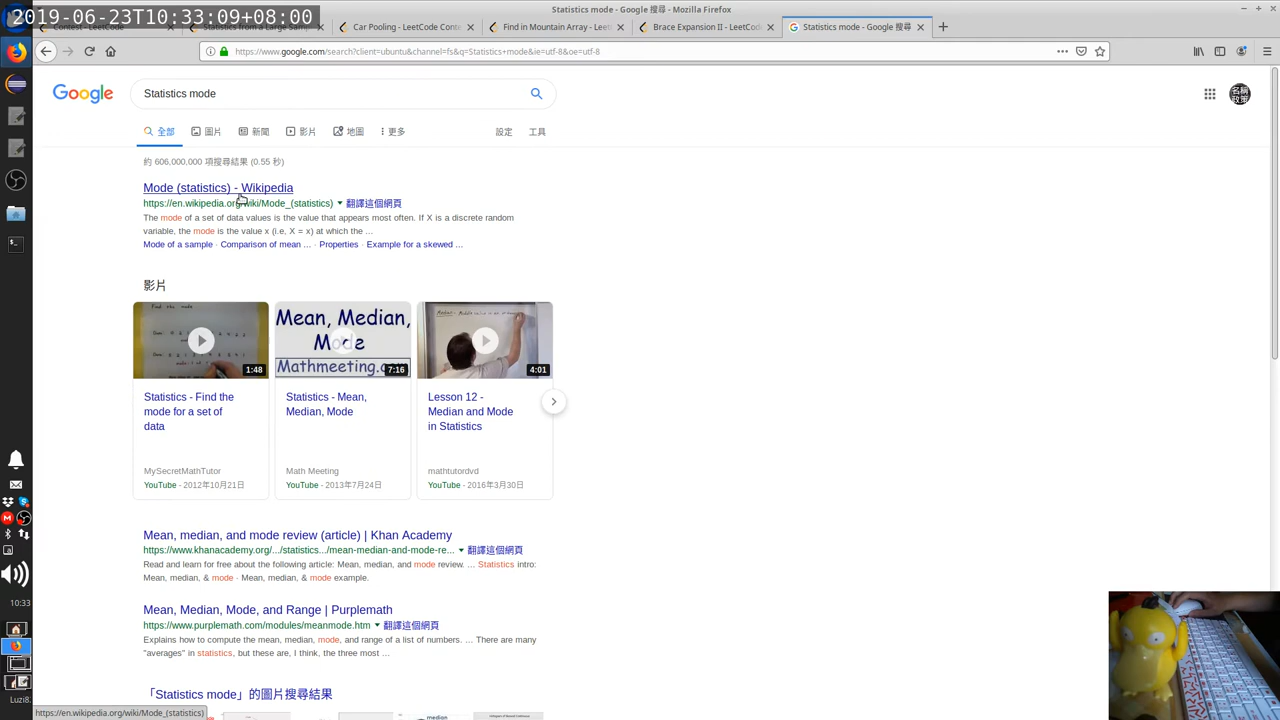 2019-06-23T10:33:09+08:00
Statistics mode - Google 搜尋 - Mozilla Firefox
Contest - LeetCode
Statistics from a Large Sam
Car Pooling - LeetCode Contes
Find in Mountain Array - Leet
Brace Expansion II - LeetCode
Statistics mode - Google 搜尋
https://www.google.com/search?client=ubuntu&channel=fs&q=Statistics+mode&ie=utf-8&oe=utf-8
Google
Statistics mode
全部
圖片
新聞
影片
地圖
更多
設定
工具
約 606,000,000 項搜尋結果 (0.55 秒)
Mode (statistics) - Wikipedia
https://en.wikipedia.org/wiki/Mode_(statistics) 翻譯這個網頁
The mode of a set of data values is the value that appears most often. If X is a discrete random
variable, the mode is the value x (i.e, X = x) at which the ...
Mode of a sample · Comparison of mean ... · Properties · Example for a skewed ...
影片
Mean, Median,
Mode
Mathmeeting.c
1:48
7:16
4:01
Statistics - Find the
mode for a set of
data
Statistics - Mean,
Median, Mode
Lesson 12 -
Median and Mode
in Statistics
MySecretMathTutor
Math Meeting
mathtutordvd
YouTube - 2012年10月21日
YouTube - 2013年7月24日
YouTube - 2016年3月30日
Mean, median, and mode review (article) | Khan Academy
https://www.khanacademy.org/.../statistics.../mean-median-and-mode-re... 翻譯這個網頁
Read and learn for free about the following article: Mean, median, and mode review. ... Statistics intro:
Mean, median, & mode · Mean, median, & mode example.
Mean, Median, Mode, and Range | Purplemath
https://www.purplemath.com/modules/meanmode.htm 翻譯這個網頁
Explains how to compute the mean, median, mode, and range of a list of numbers. ... There are many
"averages" in statistics, but these are, I think, the three most ...
「Statistics mode」的圖片搜尋結果
10:33
Luzi8:
https://en.wikipedia.org/wiki/Mode_(statistics)